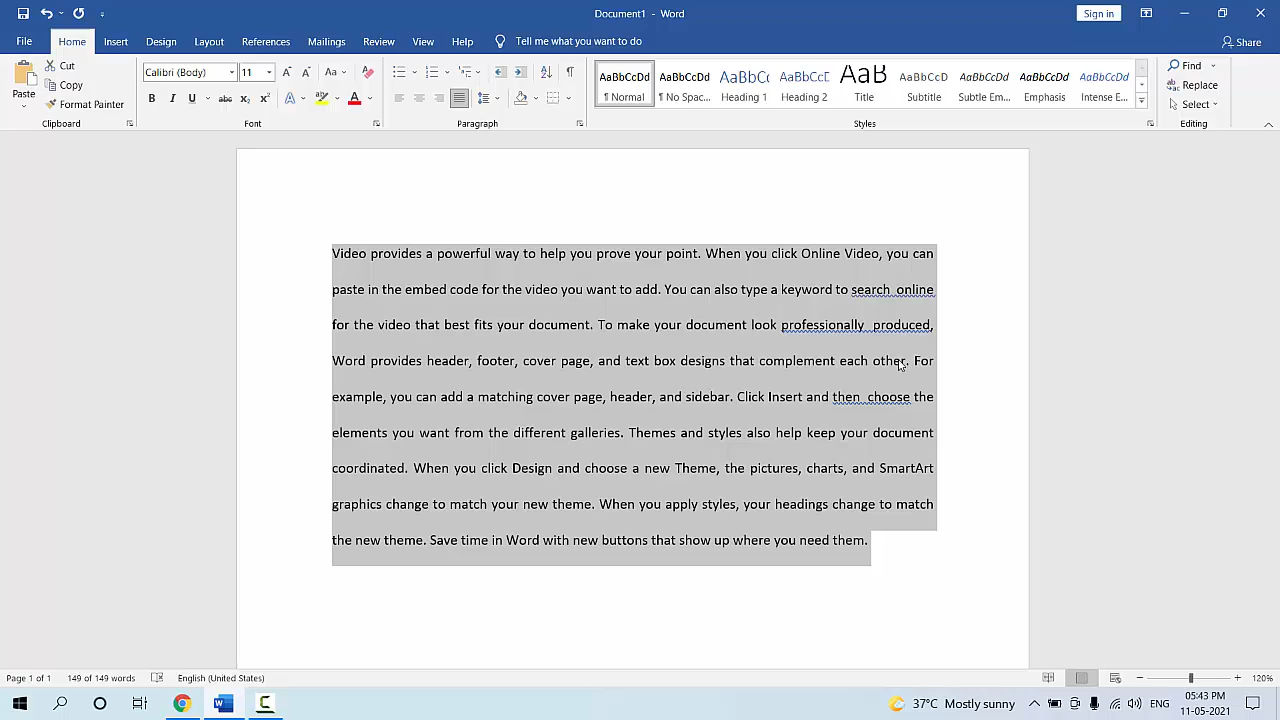 Document1 - Word
Sign in
File Home Insert Design Layout References Mailings Review View Help Tell me what you want to do Share
Paste
Cut
Copy
Format Painter
Calibri (Body) 11
AaBbCcDd AaBbCcDd AaBbCc AaBbCcD AaB AaBbCcD AaBbCcDd AaBbCcDd AaBbCcDd
¶ Normal ¶ No Spac... Heading 1 Heading 2 Title Subtitle Subtle Em... Emphasis Intense E...
Find
Replace
Select
Clipboard Font Paragraph Styles Editing
Video provides a powerful way to help you prove your point. When you click Online Video, you can
paste in the embed code for the video you want to add. You can also type a keyword to search online
for the video that best fits your document. To make your document look professionally produced,
Word provides header, footer, cover page, and text box designs that complement each other. For
example, you can add a matching cover page, header, and sidebar. Click Insert and then choose the
elements you want from the different galleries. Themes and styles also help keep your document
coordinated. When you click Design and choose a new Theme, the pictures, charts, and SmartArt
graphics change to match your new theme. When you apply styles, your headings change to match
the new theme. Save time in Word with new buttons that show up where you need them.
Page 1 of 1 149 of 149 words English (United States) 120%
37°C Mostly sunny ENG 05:43 PM
11-05-2021